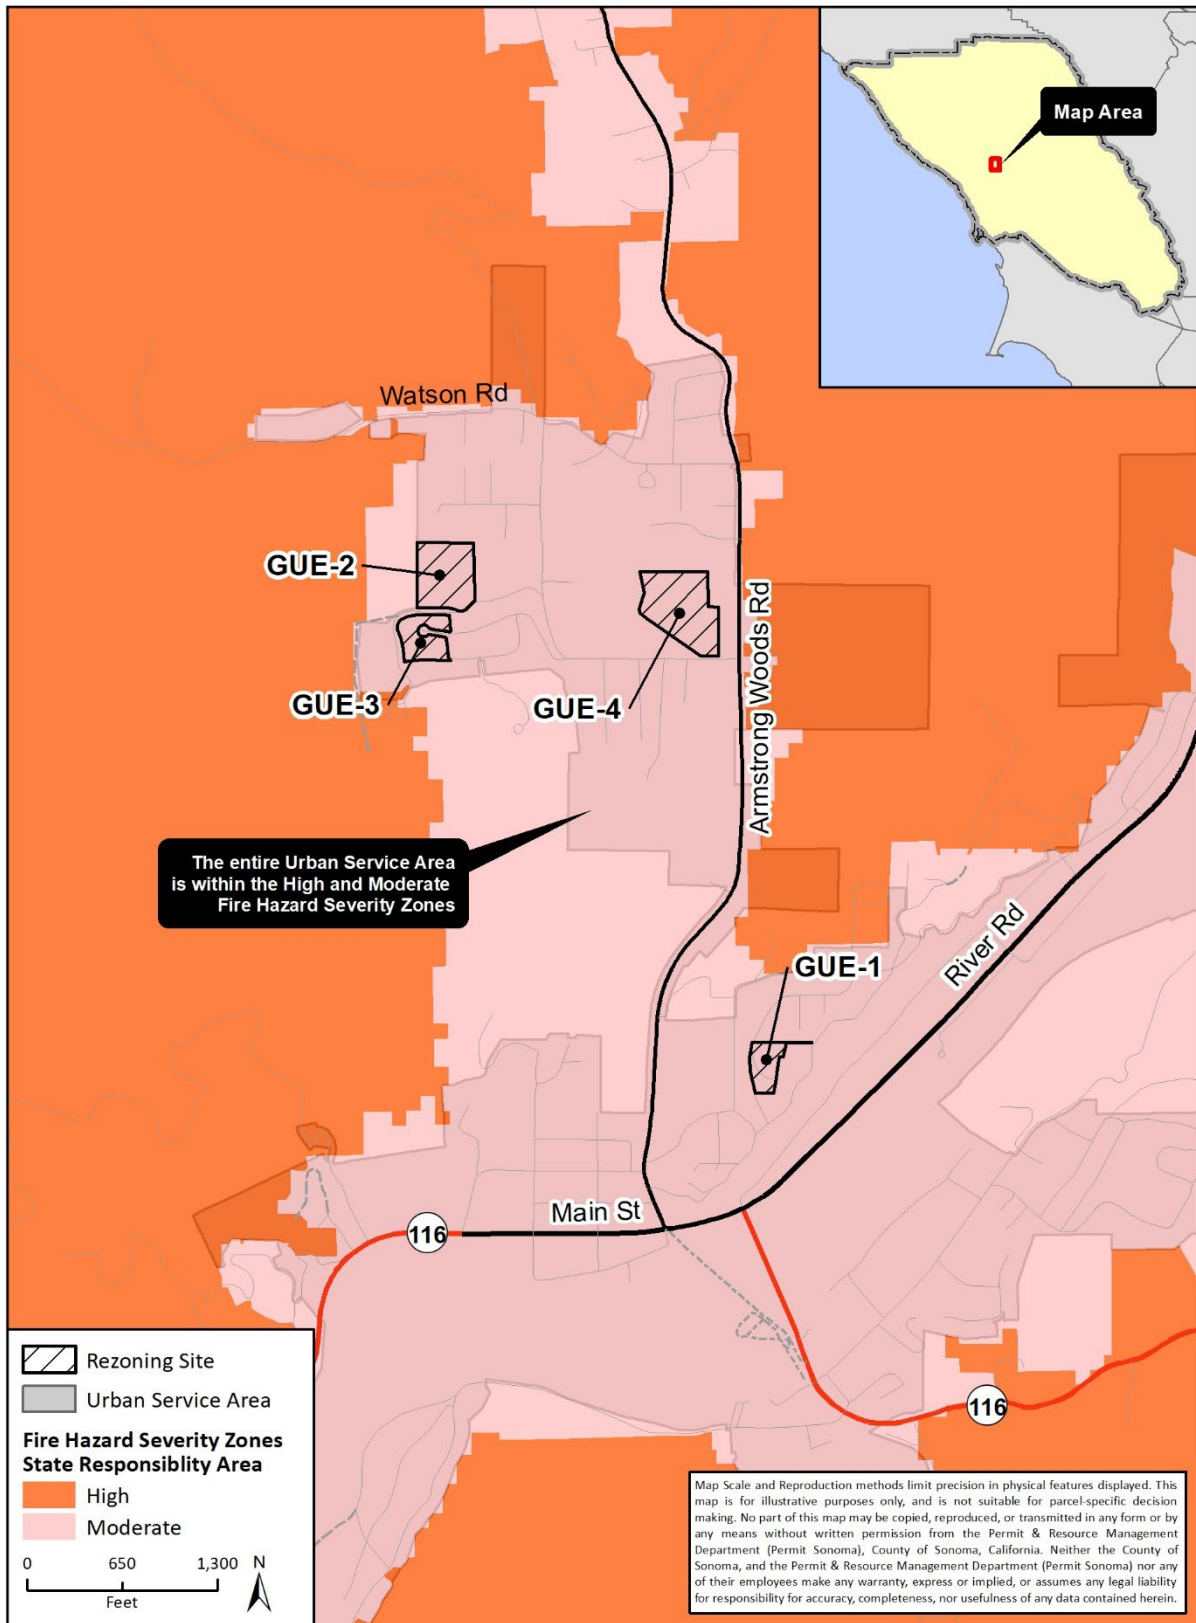 Map Area
Watson Rd
GUE-2
GUE-3
GUE-4
Armstrong Woods Rd
The entire Urban Service Area
is within the High and Moderate
Fire Hazard Severity Zones
GUE-1
River Rd
Main St
116
116
Rezoning Site
Urban Service Area
Fire Hazard Severity Zones
State Responsiblity Area
High
Moderate
0 650 1,300 N
Feet
Map Scale and Reproduction methods limit precision in physical features displayed. This
map is for illustrative purposes only, and is not suitable for parcel-specific decision
making. No part of this map may be copied, reproduced, or transmitted in any form or by
any means without written permission from the Permit & Resource Management
Department (Permit Sonoma), County of Sonoma, California. Neither the County of
Sonoma, and the Permit & Resource Management Department (Permit Sonoma) nor any
of their employees make any warranty, express or implied, or assumes any legal liability
for responsibility for accuracy, completeness, nor usefulness of any data contained herein.